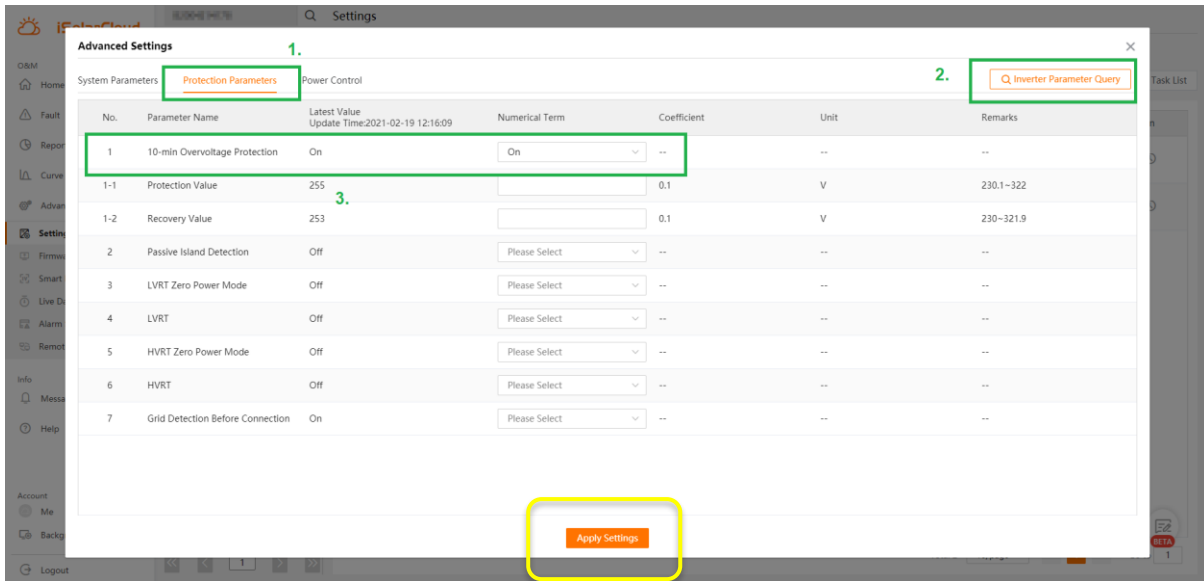 iSolarCloud
Settings
Advanced Settings
1.
O&M
Home
System Parameters Protection Parameters Power Control
2.
Inverter Parameter Query
Task List
Fault
No. Parameter Name Latest Value Numerical Term Coefficient Unit Remarks
Update Time:2021-02-19 12:16:09
Repor
1 10-min Overvoltage Protection On On -- -- --
Curve
1-1 Protection Value 255 0.1 V 230.1~322
3.
Advan
1-2 Recovery Value 253 0.1 V 230~321.9
Setting
2 Passive Island Detection Off Please Select -- -- --
Firmwa
Smart
3 LVRT Zero Power Mode Off Please Select -- -- --
Live Da
4 LVRT Off Please Select -- -- --
Alarm
Remot
5 HVRT Zero Power Mode Off Please Select -- -- --
Info
6 HVRT Off Please Select -- -- --
Messa
7 Grid Detection Before Connection On Please Select -- -- --
Help
Account
Me
Backg
Apply Settings
BETA
1
1
Logout